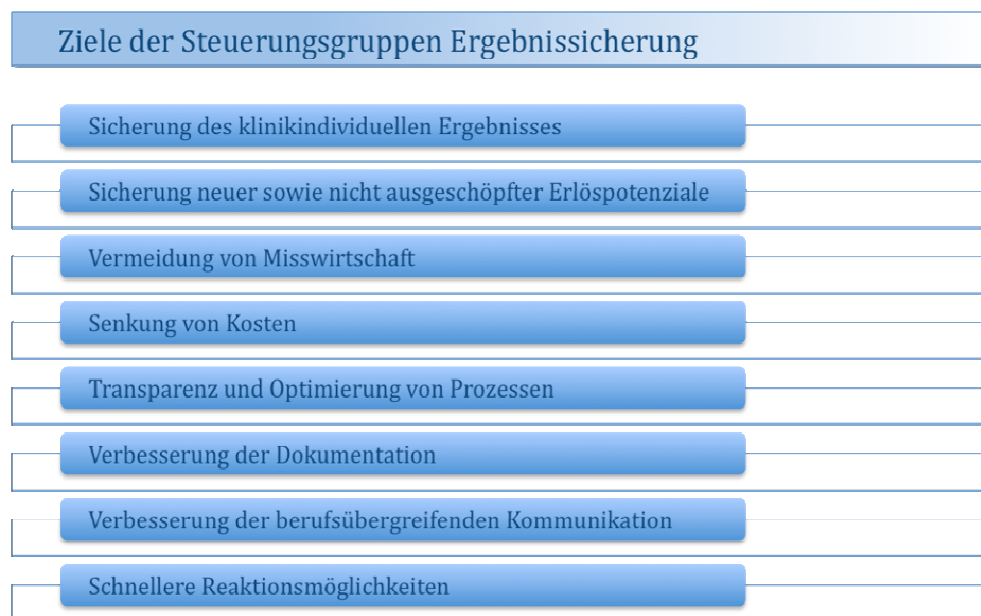 Ziele der Steuerungsgruppen Ergebnissicherung
Sicherung des klinikindividuellen Ergebnisses
Sicherung neuer sowie nicht ausgeschöpfter Erlöspotenziale
Vermeidung von Misswirtschaft
Senkung von Kosten
Transparenz und Optimierung von Prozessen
Verbesserung der Dokumentation
Verbesserung der berufsübergreifenden Kommunikation
Schnellere Reaktionsmöglichkeiten